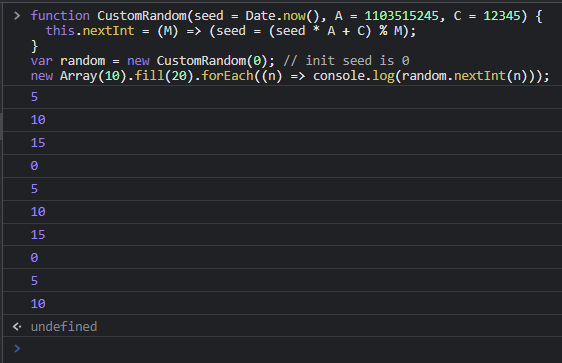 > function CustomRandom(seed = Date.now(), A = 1103515245, C = 12345) {
this.nextInt = (M) => (seed = (seed * A + C) % M);
}
var random = new CustomRandom(0); // init seed is 0
new Array(10).fill(20).forEach((n) => console.log(random.nextInt(n)));
5
10
15
0
5
10
15
0
5
10
undefined
>